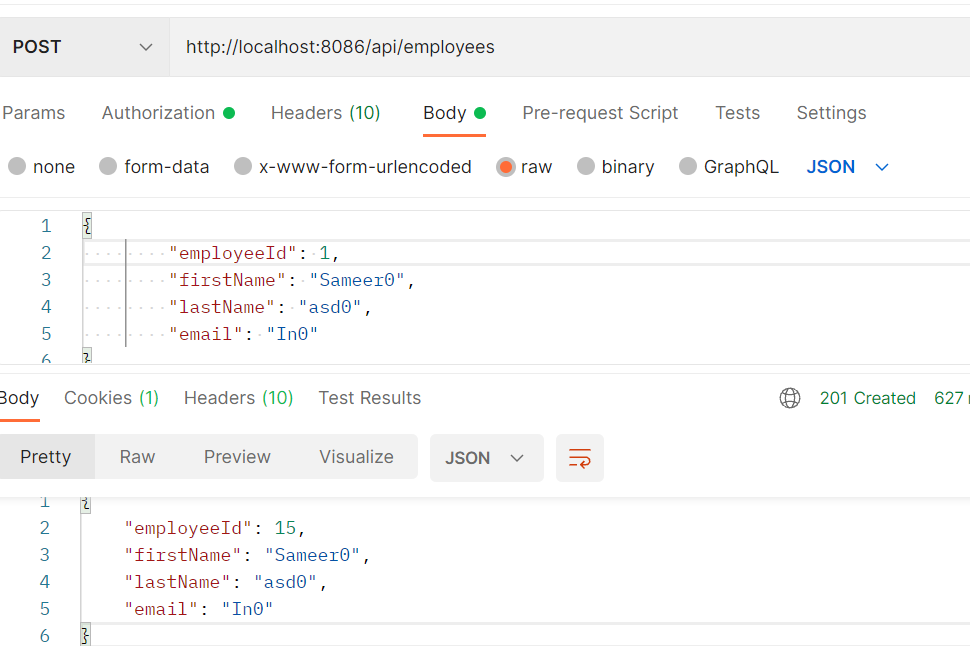 POST http://localhost:8086/api/employees
Params Authorization Headers (10) Body Pre-request Script Tests Settings
none form-data x-www-form-urlencoded raw binary GraphQL JSON
1 {
2 "employeeId": 1,
3 "firstName": "Sameer0",
4 "lastName": "asd0",
5 "email": "In0"
6 }
Body Cookies (1) Headers (10) Test Results 201 Created 627
Pretty Raw Preview Visualize JSON
1 {
2 "employeeId": 15,
3 "firstName": "Sameer0",
4 "lastName": "asd0",
5 "email": "In0"
6 }